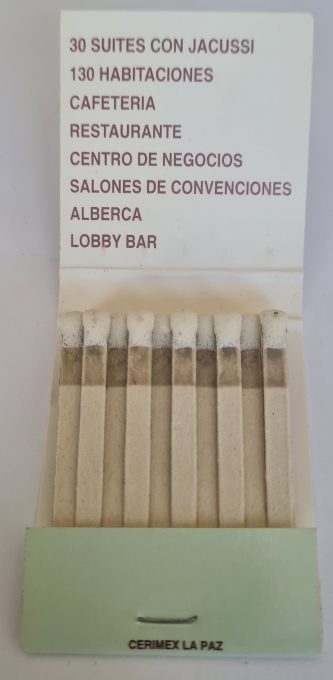 30 SUITES CON JACUSSI
130 HABITACIONES
CAFETERIA
RESTAURANTE
CENTRO DE NEGOCIOS
SALONES DE CONVENCIONES
ALBERCA
LOBBY BAR
CERIMEX LA PAZ